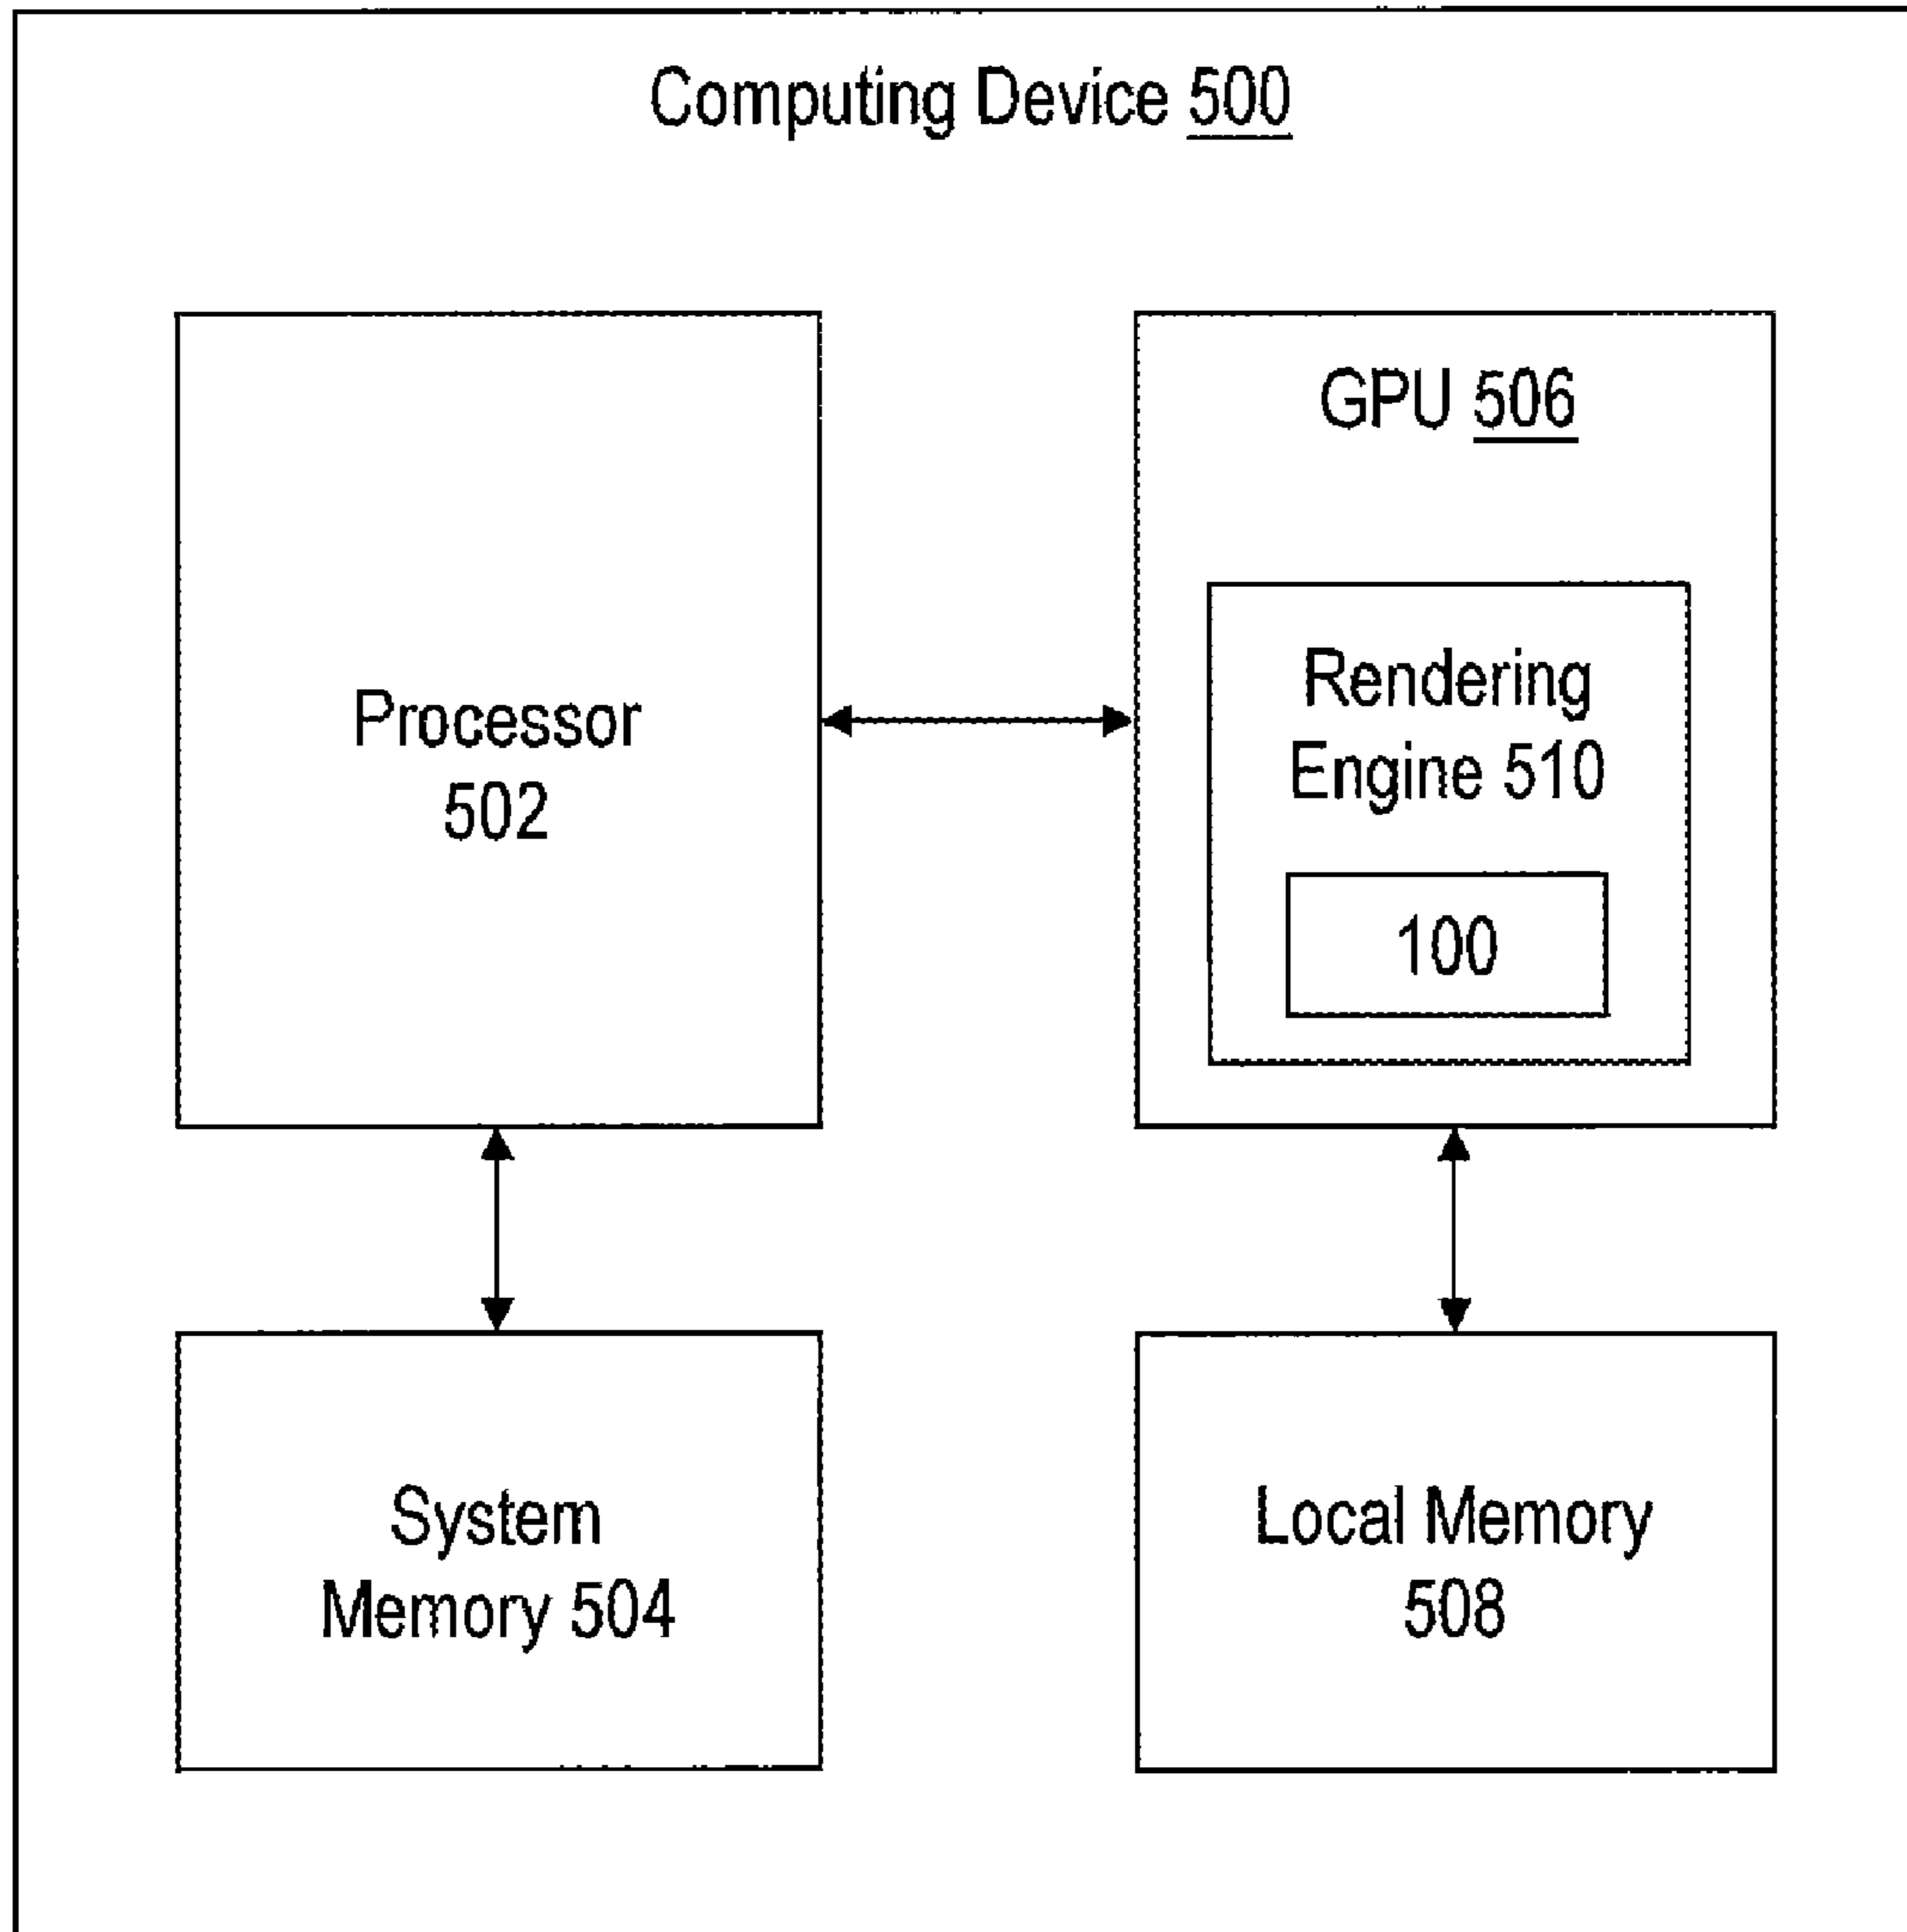 Computing Device 500
Processor
502
GPU 506
Rendering
Engine 510
100
System
Memory 504
Local Memory
508